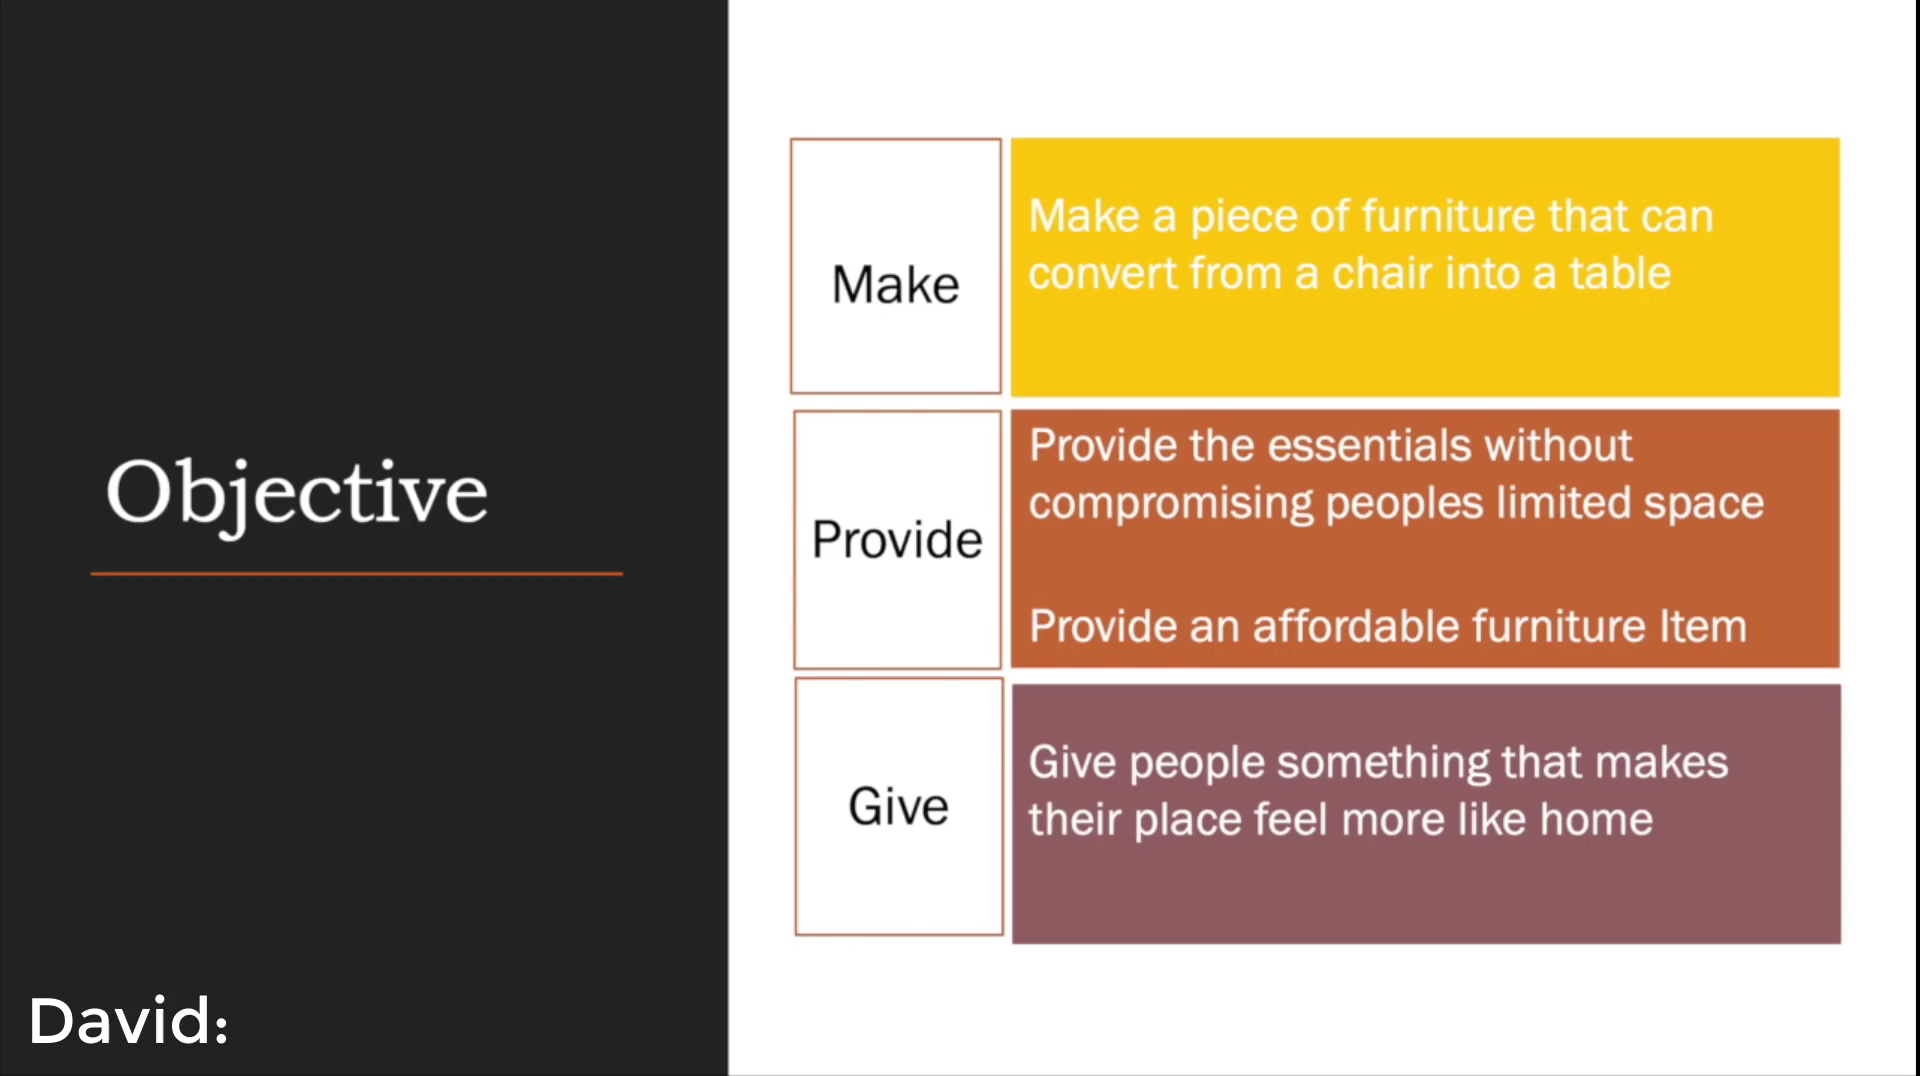 Objective
Make
Make a piece of furniture that can
convert from a chair into a table
Provide
Provide the essentials without
compromising peoples limited space
Provide an affordable furniture Item
Give
Give people something that makes
their place feel more like home
David: